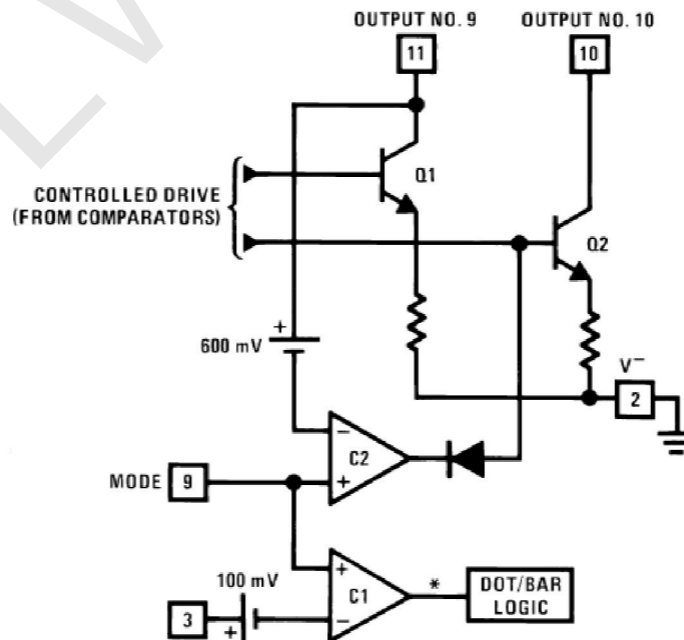 OUTPUT NO. 9
OUTPUT NO. 10
11
10
Q1
CONTROLLED DRIVE
(FROM COMPARATORS)
Q2
+
600 mV
V−
2
−
C2
+
MODE
9
100 mV
+
C1
−
*
DOT/BAR
LOGIC
3
+